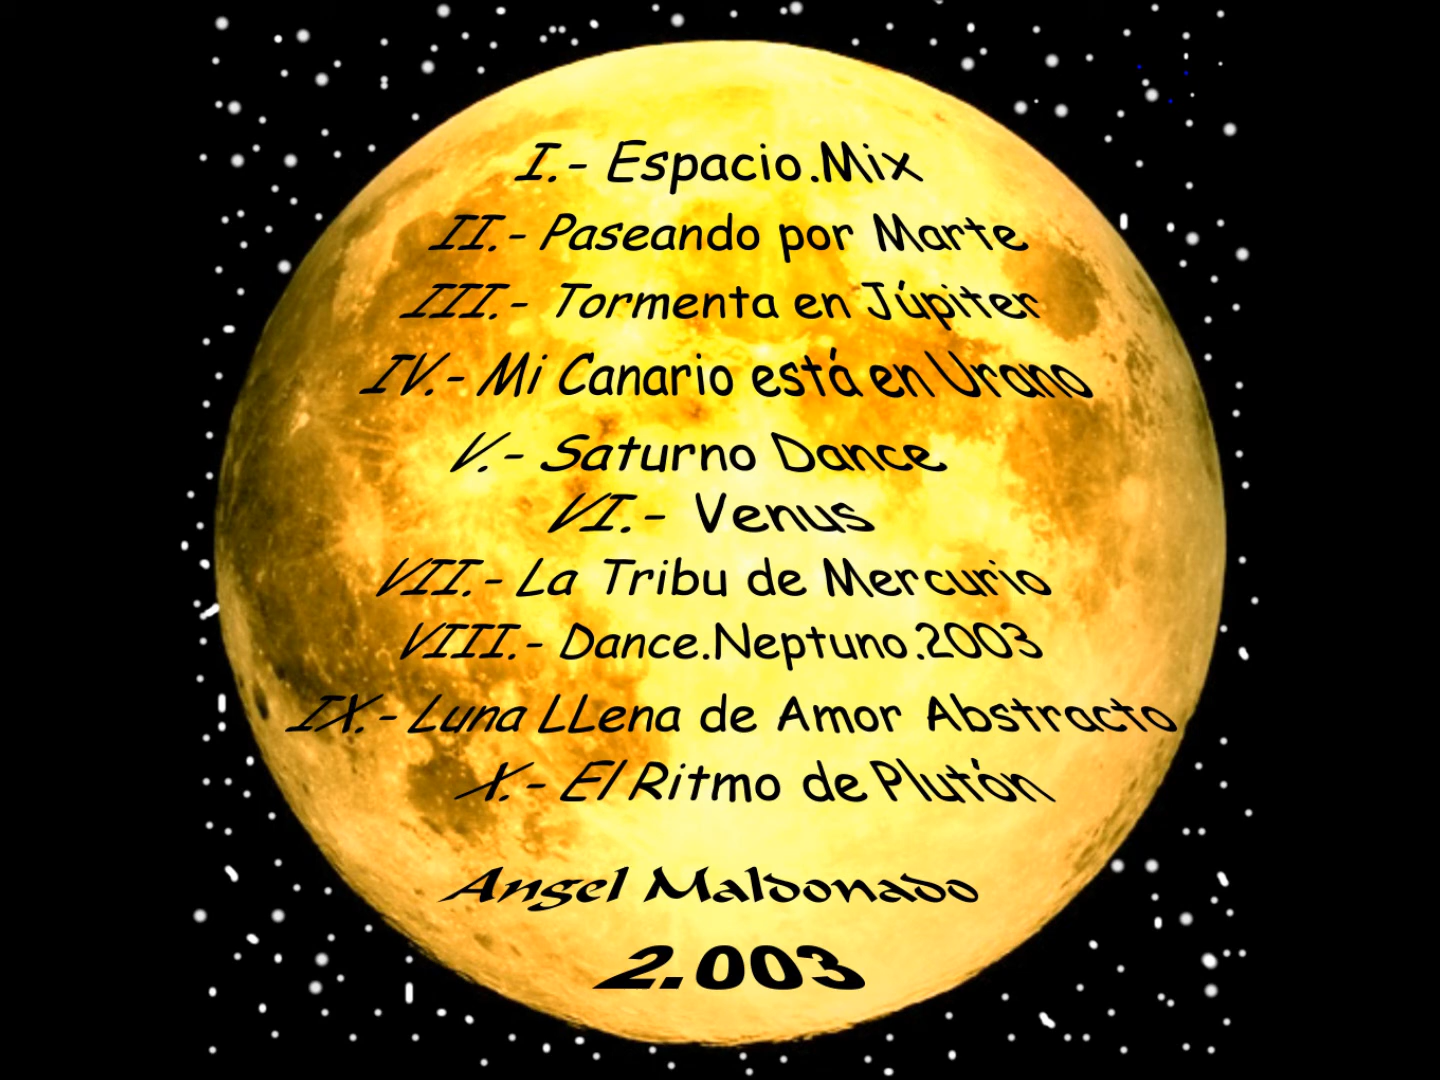 I.- Espacio.Mix
II.- Paseando por Marte
III.- Tormenta en Júpiter
IV.- Mi Canario está en Urano
V.- Saturno Dance
VI.- Venus
VII.- La Tribu de Mercurio
VIII.- Dance.Neptuno.2003
IX.- Luna LLena de Amor Abstracto
X.- El Ritmo de Plutón
Angel Maldonado
2.003